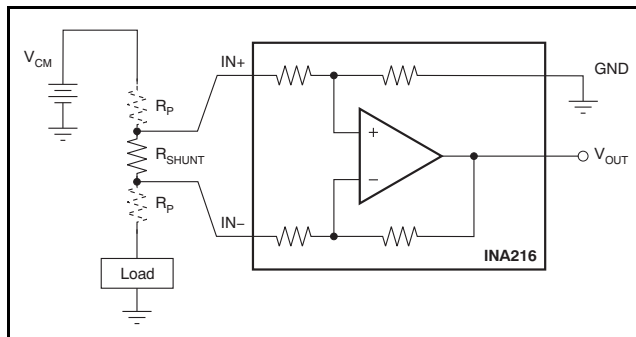 V_CM
IN+
GND
R_P
R_SHUNT
+
V_OUT
R_P
−
IN−
INA216
Load